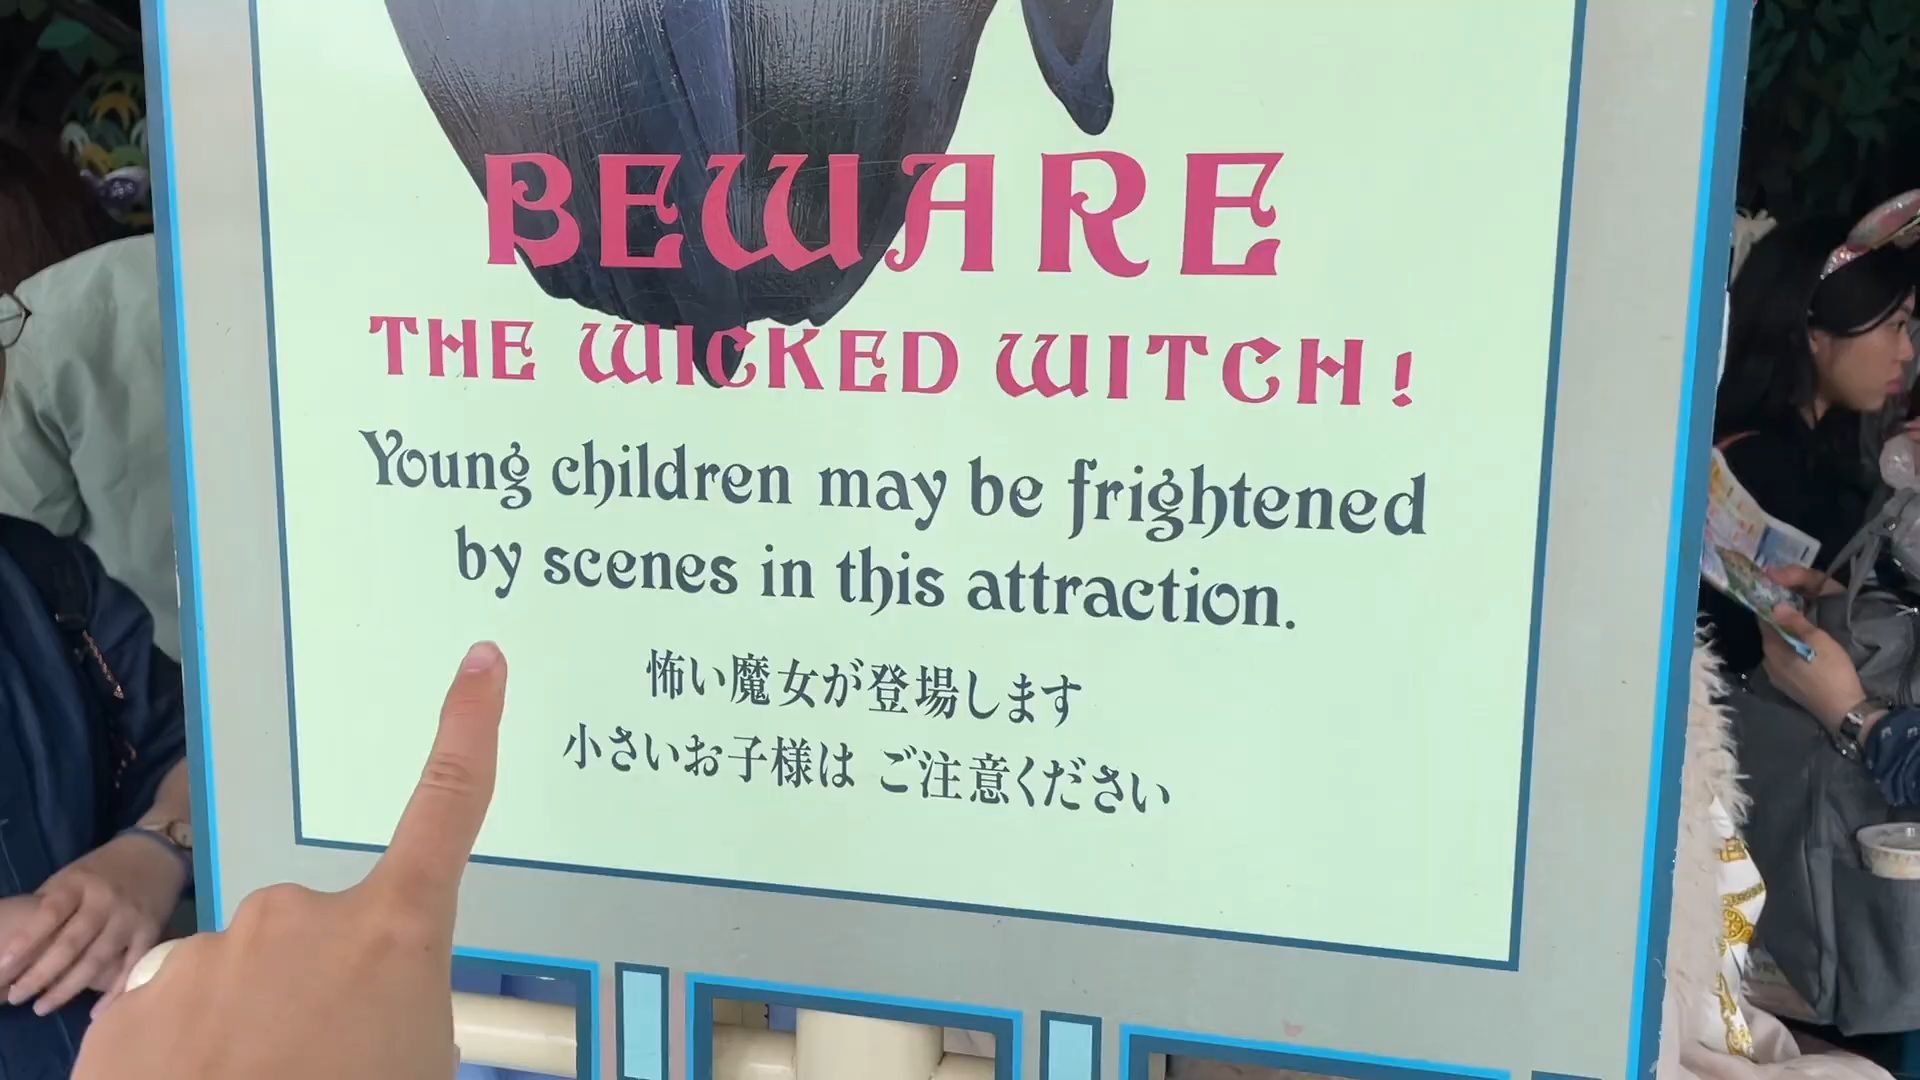 BEWARE
THE WICKED WITCH!
Young children may be frightened
by scenes in this attraction.
怖い魔女が登場します
小さいお子様は ご注意ください